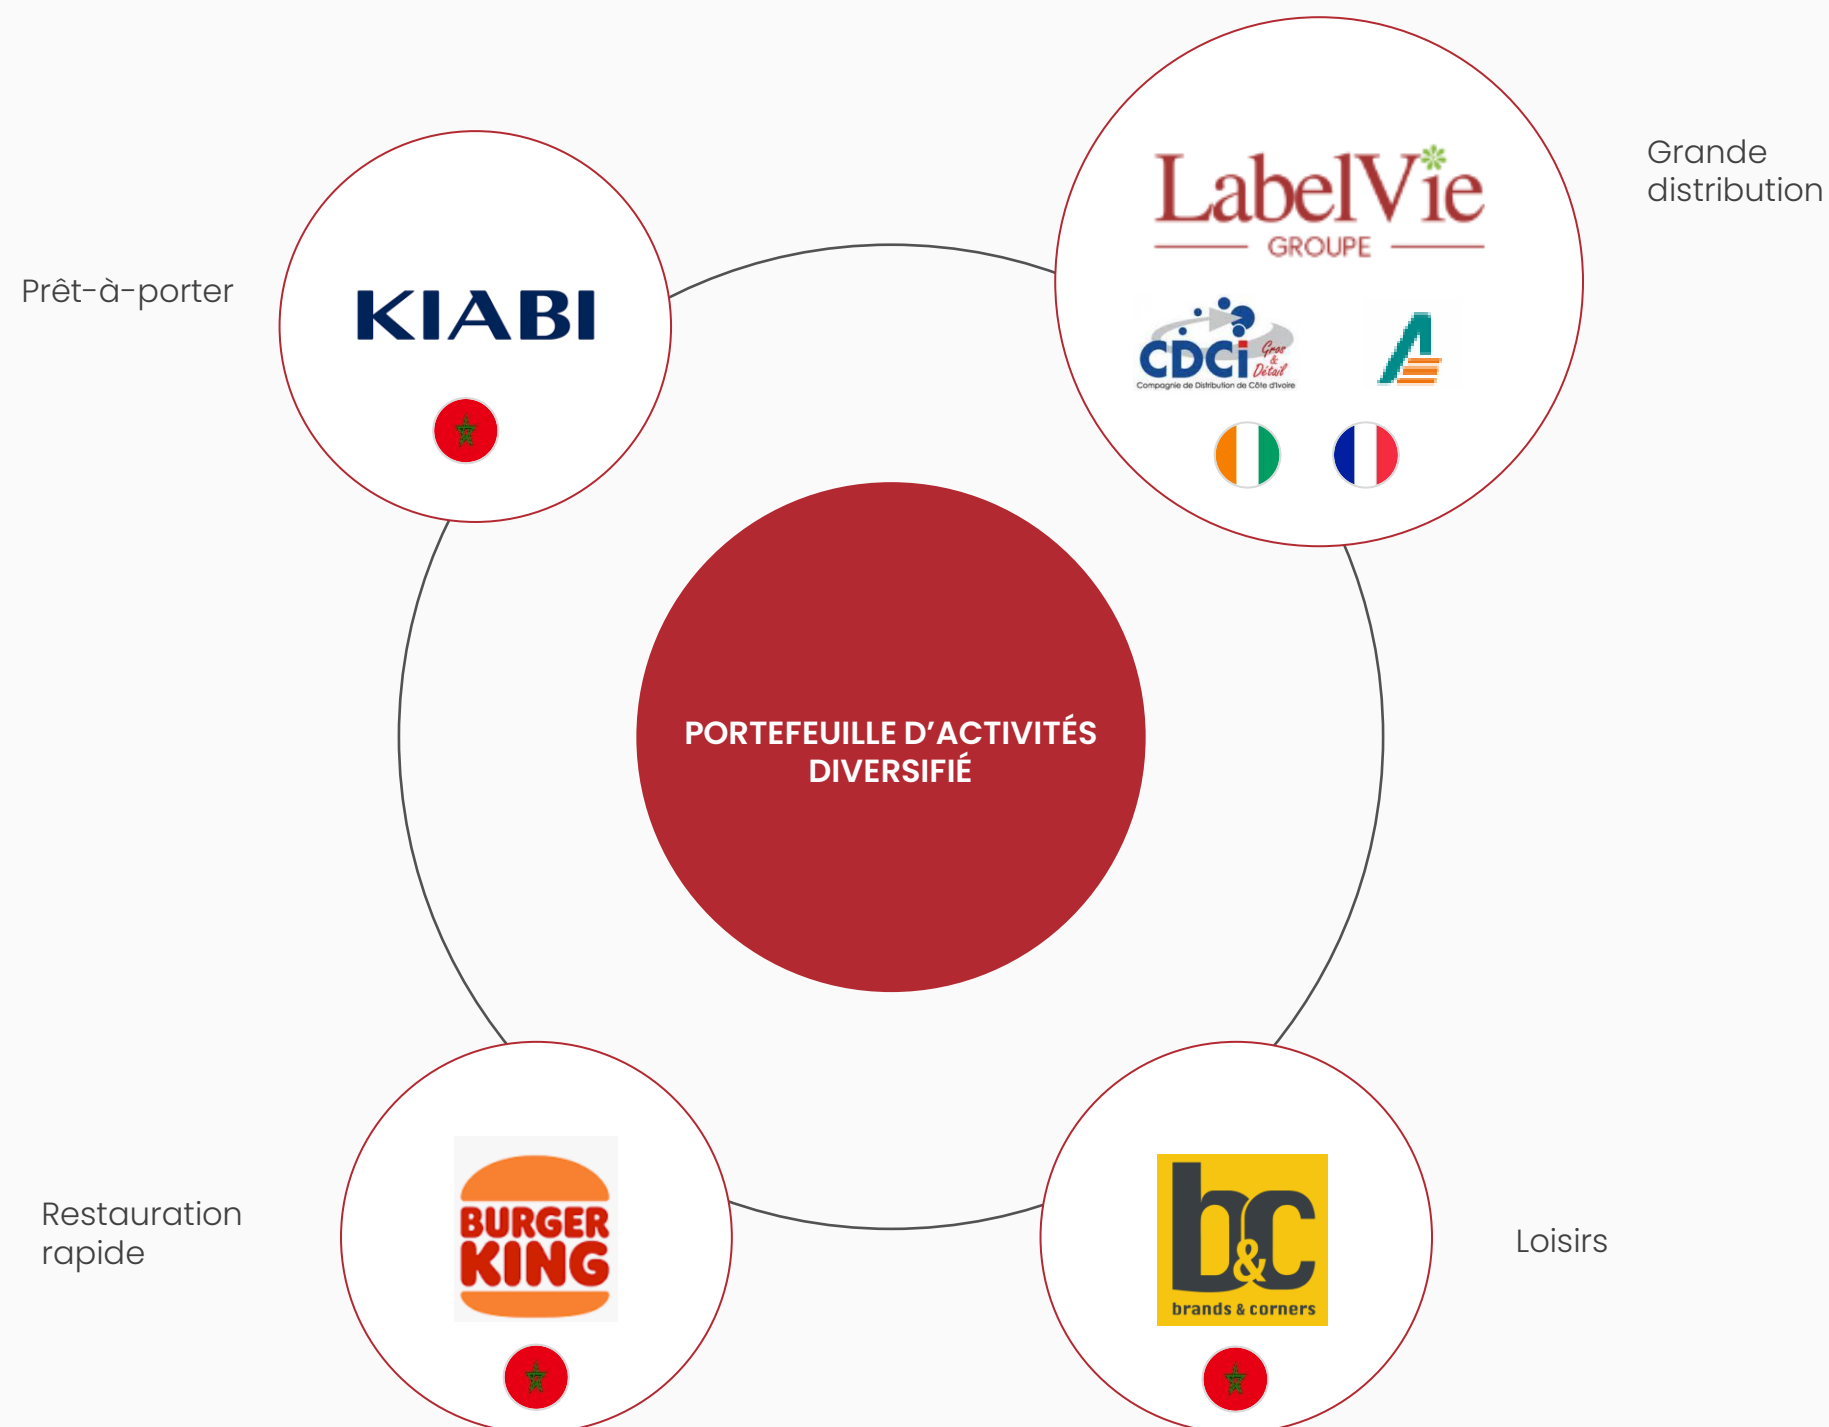 Grande
distribution
LabelVie
GROUPE
CDCi Gros
&
Détail
Compagnie de Distribution de Côte d'Ivoire
Prêt-à-porter
KIABI
PORTEFEUILLE D'ACTIVITÉS
DIVERSIFIÉ
Restauration
rapide
BURGER
KING
b&c
brands & corners
Loisirs